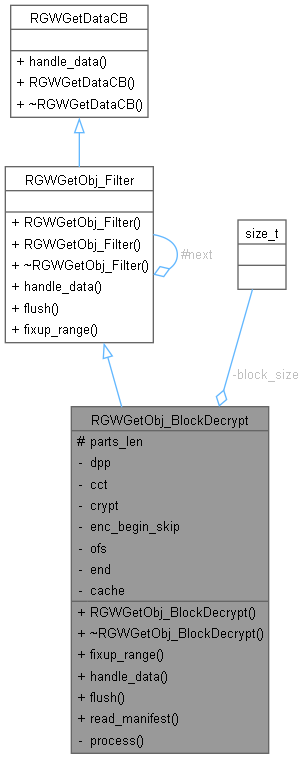 RGWGetDataCB
+ handle_data()
+ RGWGetDataCB()
+ ~RGWGetDataCB()
RGWGetObj_Filter
+ RGWGetObj_Filter()
+ RGWGetObj_Filter()
+ ~RGWGetObj_Filter()
+ handle_data()
+ flush()
+ fixup_range()
#next
size_t
-block_size
RGWGetObj_BlockDecrypt
# parts_len
- dpp
- cct
- crypt
- enc_begin_skip
- ofs
- end
- cache
+ RGWGetObj_BlockDecrypt()
+ ~RGWGetObj_BlockDecrypt()
+ fixup_range()
+ handle_data()
+ flush()
+ read_manifest()
- process()